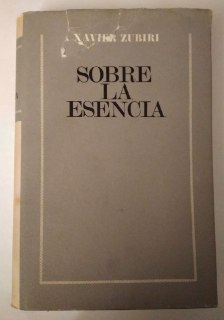 XAVIER ZUBIRI
SOBRE
LA
ESENCIA